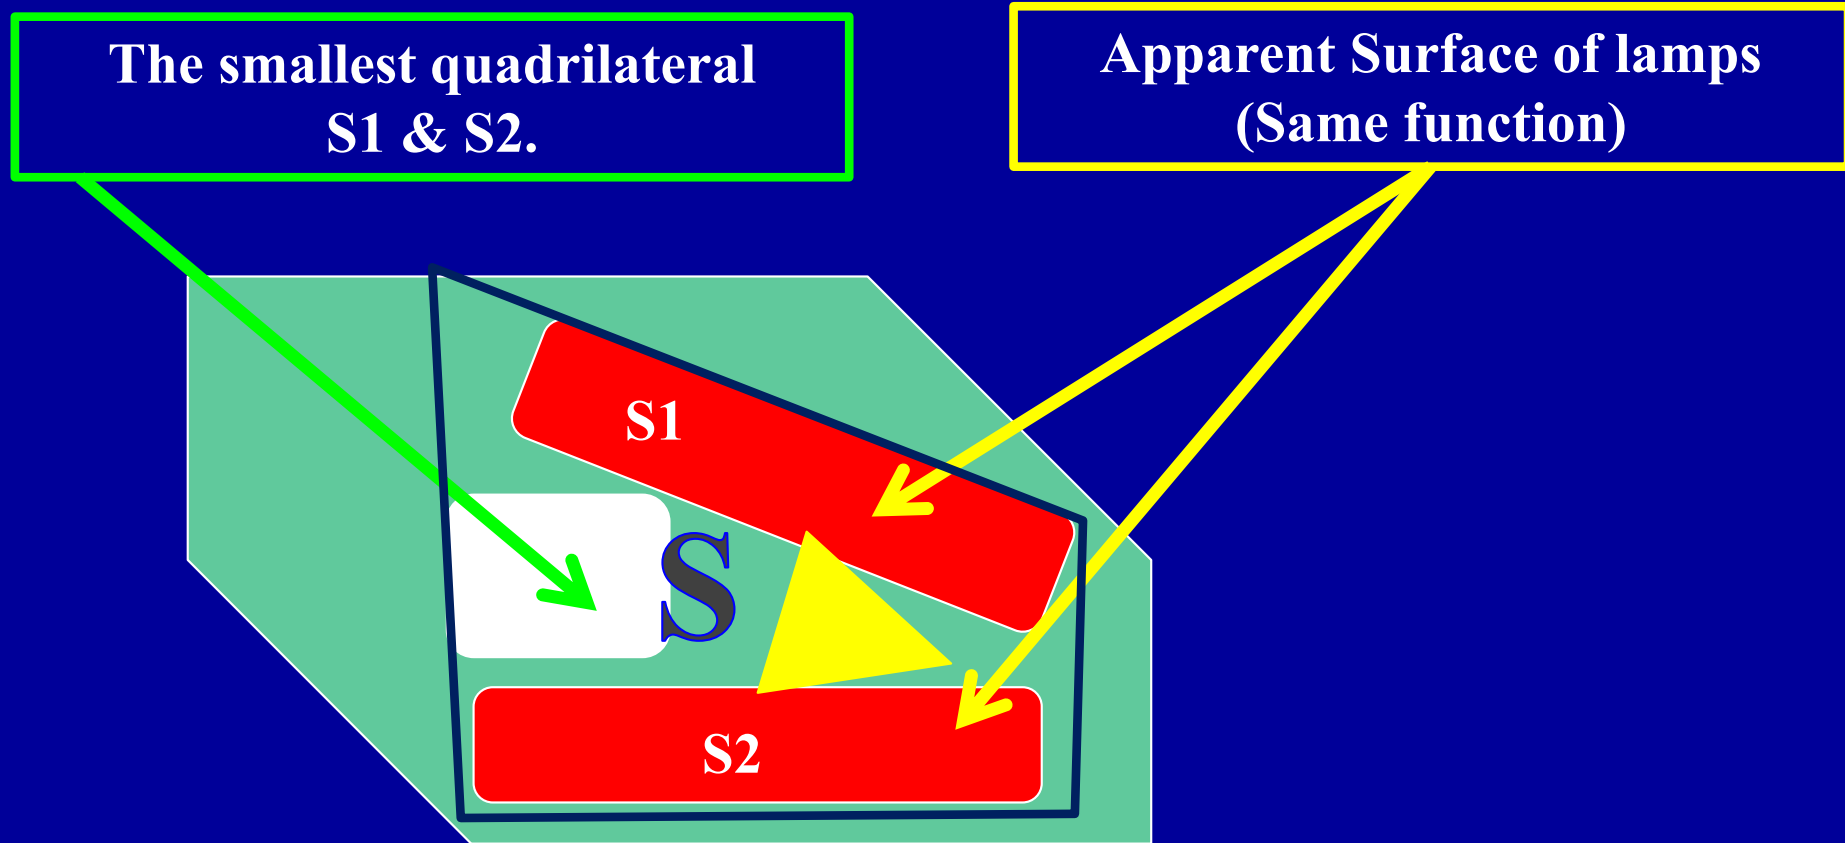 The smallest quadrilateral
S1 & S2.
Apparent Surface of lamps
(Same function)
S1
S
S2